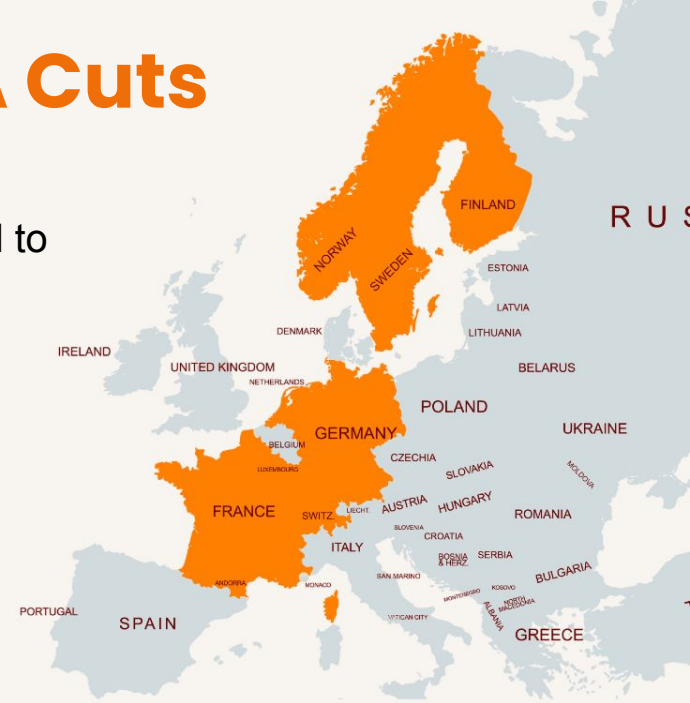 A Cuts
l to
FINLAND
R U S
NORWAY
SWEDEN
ESTONIA
LATVIA
DENMARK
LITHUANIA
IRELAND
UNITED KINGDOM
BELARUS
NETHERLANDS
POLAND
UKRAINE
GERMANY
BELGIUM
CZECHIA
LUXEMBOURG
SLOVAKIA
MOLDOVA
FRANCE
SWITZ.
LIECHT.
AUSTRIA
HUNGARY
ROMANIA
SLOVENIA
CROATIA
ITALY
BOSNIA
& HERZ.
SERBIA
SAN MARINO
BULGARIA
ANDORRA
MONACO
KOSOVO
MONTENEGRO
NORTH
MACEDONIA
PORTUGAL
SPAIN
VATICAN CITY
ALBANIA
GREECE